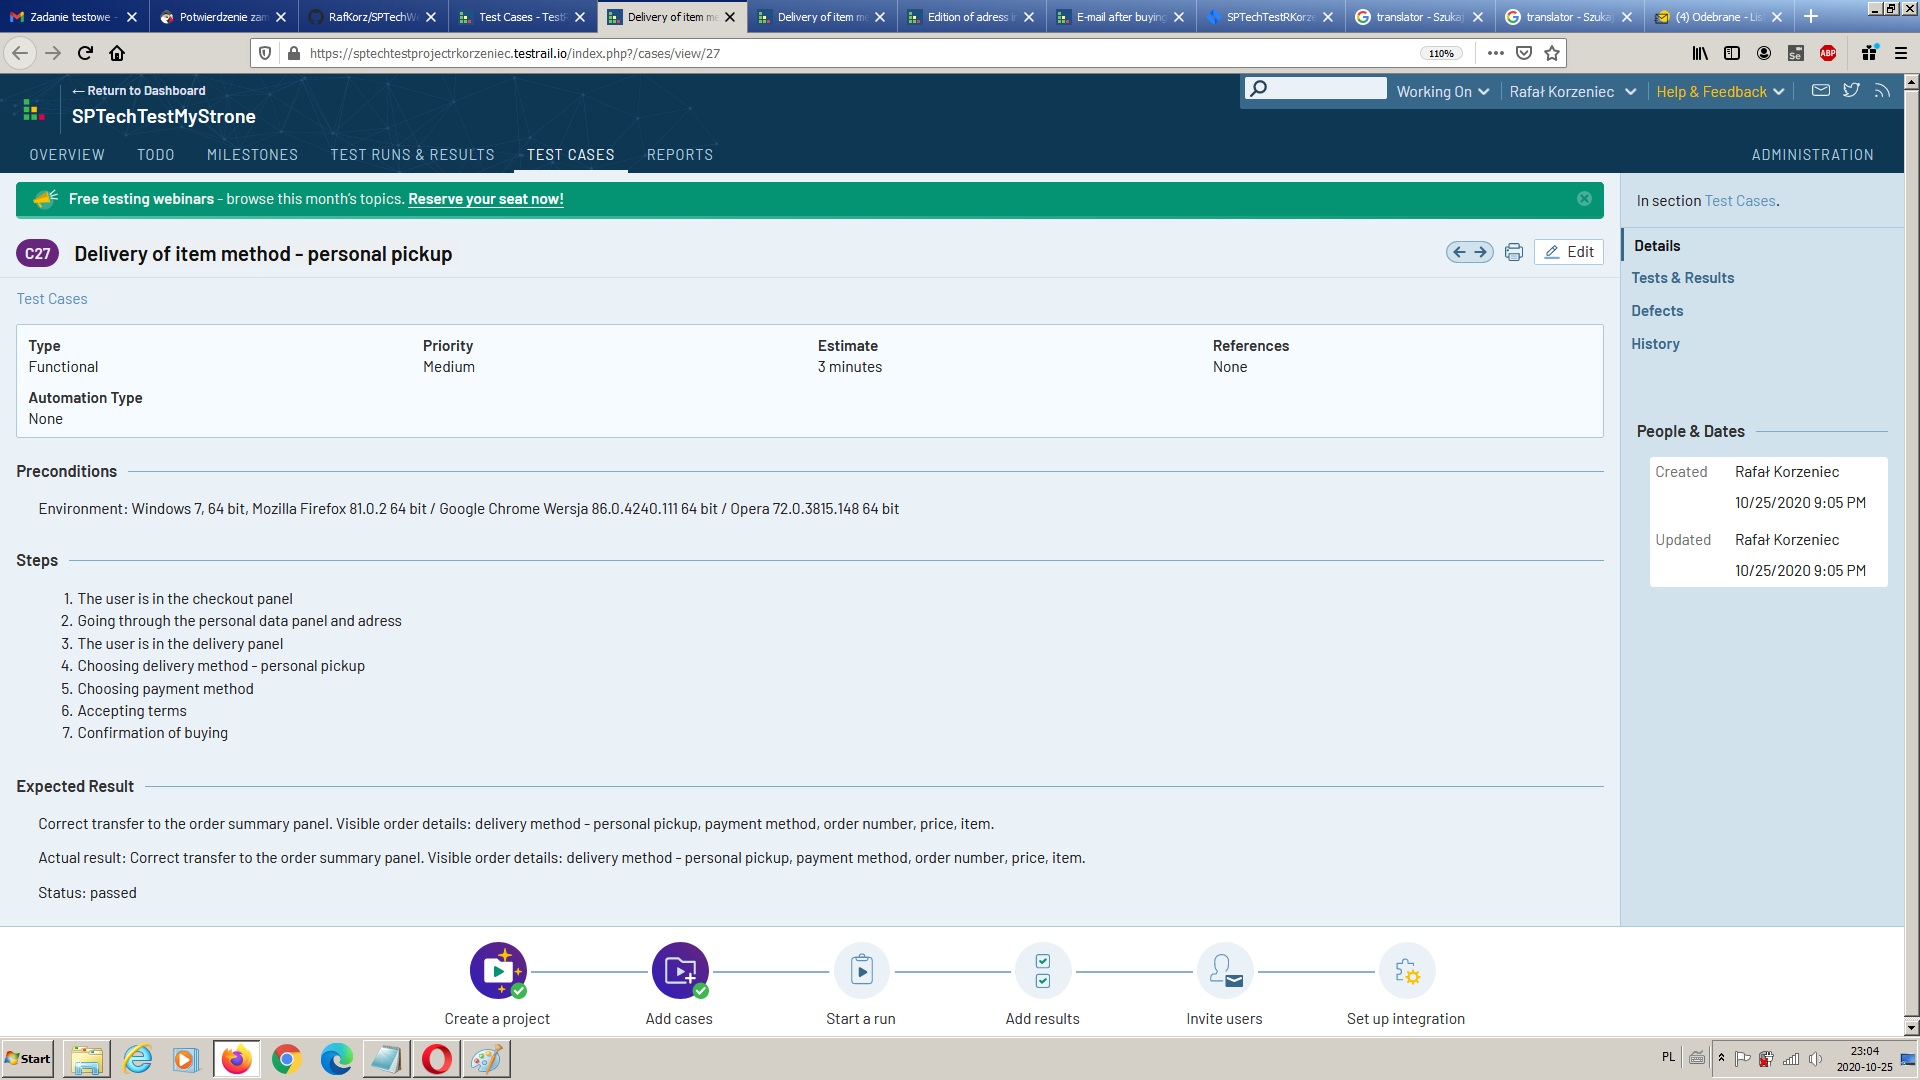 Zadanie testowe -
Potwierdzenie zam
RafKorz/SPTechW
Test Cases - TestR
Delivery of item me
Delivery of item me
Edition of adress in
E-mail after buying
SPTechTestRKorze
translator - Szukaj
translator - Szukaj
(4) Odebrane - Lis
https://sptechtestprojectrkorzeniec.testrail.io/index.php?/cases/view/27
110%
ABP
← Return to Dashboard
SPTechTestMyStrone
Working On
Rafał Korzeniec
Help & Feedback
OVERVIEW TODO MILESTONES TEST RUNS & RESULTS TEST CASES REPORTS ADMINISTRATION
Free testing webinars - browse this month's topics. Reserve your seat now!
In section Test Cases.
C27 Delivery of item method - personal pickup
Edit
Details
Tests & Results
Defects
History
Test Cases
Type
Functional
Priority
Medium
Estimate
3 minutes
References
None
Automation Type
None
People & Dates
Created Rafał Korzeniec
10/25/2020 9:05 PM
Updated Rafał Korzeniec
10/25/2020 9:05 PM
Preconditions
Environment: Windows 7, 64 bit, Mozilla Firefox 81.0.2 64 bit / Google Chrome Wersja 86.0.4240.111 64 bit / Opera 72.0.3815.148 64 bit
Steps
1. The user is in the checkout panel
2. Going through the personal data panel and adress
3. The user is in the delivery panel
4. Choosing delivery method - personal pickup
5. Choosing payment method
6. Accepting terms
7. Confirmation of buying
Expected Result
Correct transfer to the order summary panel. Visible order details: delivery method - personal pickup, payment method, order number, price, item.
Actual result: Correct transfer to the order summary panel. Visible order details: delivery method - personal pickup, payment method, order number, price, item.
Status: passed
Create a project
Add cases
Start a run
Add results
Invite users
Set up integration
Start
PL
23:04
2020-10-25